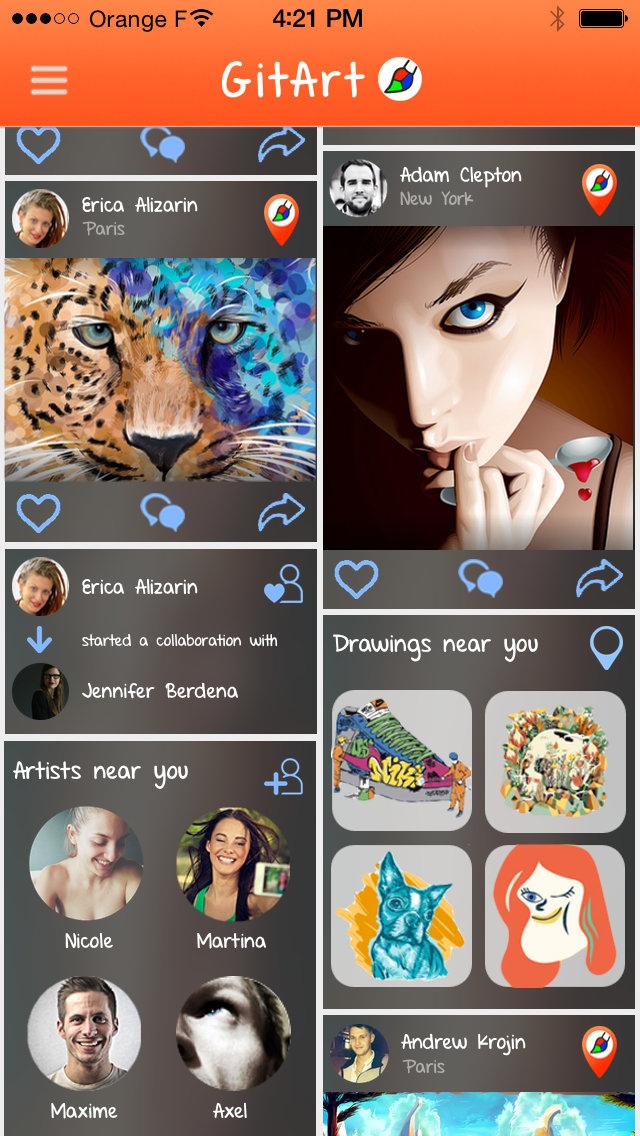 Orange F
4:21 PM
GitArt
Erica Alizarin
Paris
Erica Alizarin
started a collaboration with
Jennifer Berdena
Artists near you
Nicole
Martina
Maxime
Axel
Adam Clepton
New York
Drawings near you
Andrew Krojin
Paris